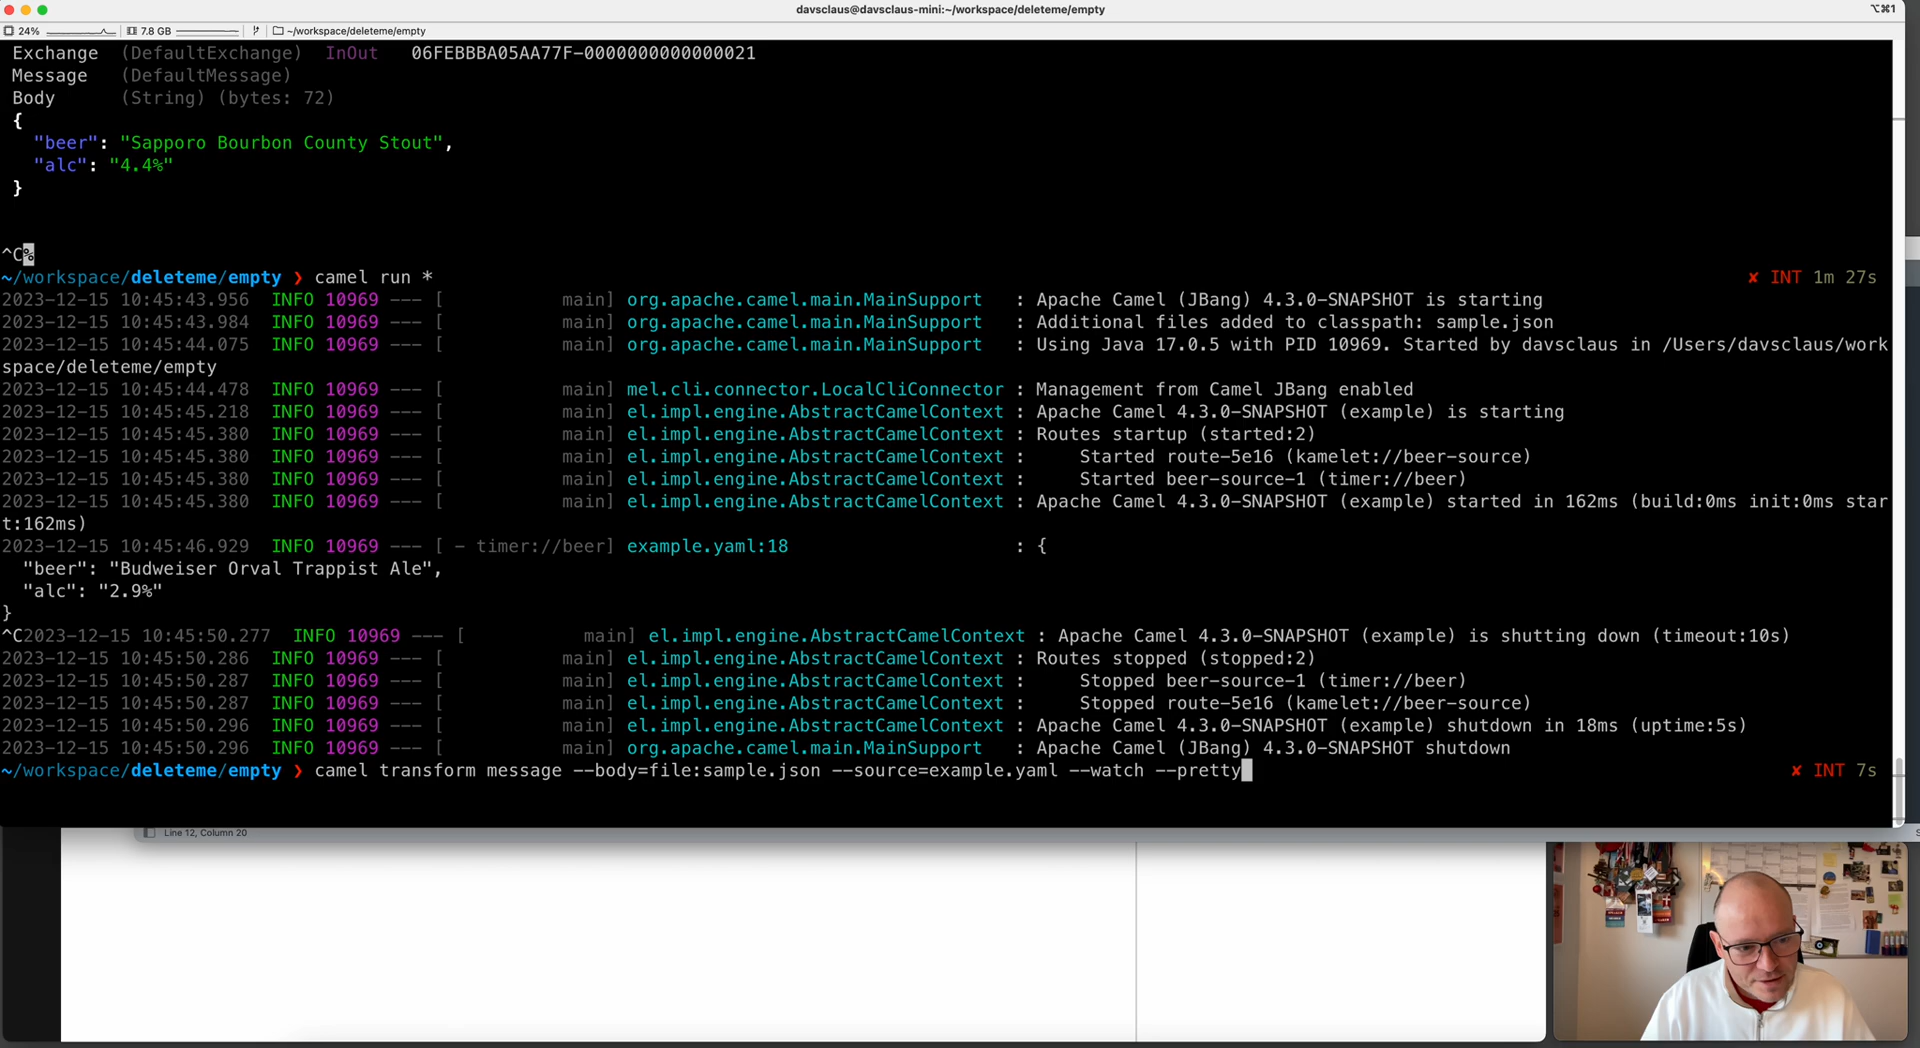 davsclaus@davsclaus-mini:~/workspace/deleteme/empty
⌥⌘1
24% 7.8 GB ~/workspace/deleteme/empty
Exchange (DefaultExchange) InOut 06FEBBBA05AA77F-0000000000000021
Message (DefaultMessage)
Body (String) (bytes: 72)
{
"beer": "Sapporo Bourbon County Stout",
"alc": "4.4%"
}
^C%
~/workspace/deleteme/empty ❯ camel run * ✘ INT 1m 27s
2023-12-15 10:45:43.956 INFO 10969 --- [ main] org.apache.camel.main.MainSupport : Apache Camel (JBang) 4.3.0-SNAPSHOT is starting
2023-12-15 10:45:43.984 INFO 10969 --- [ main] org.apache.camel.main.MainSupport : Additional files added to classpath: sample.json
2023-12-15 10:45:44.075 INFO 10969 --- [ main] org.apache.camel.main.MainSupport : Using Java 17.0.5 with PID 10969. Started by davsclaus in /Users/davsclaus/work
space/deleteme/empty
2023-12-15 10:45:44.478 INFO 10969 --- [ main] mel.cli.connector.LocalCliConnector : Management from Camel JBang enabled
2023-12-15 10:45:45.218 INFO 10969 --- [ main] el.impl.engine.AbstractCamelContext : Apache Camel 4.3.0-SNAPSHOT (example) is starting
2023-12-15 10:45:45.380 INFO 10969 --- [ main] el.impl.engine.AbstractCamelContext : Routes startup (started:2)
2023-12-15 10:45:45.380 INFO 10969 --- [ main] el.impl.engine.AbstractCamelContext : Started route-5e16 (kamelet://beer-source)
2023-12-15 10:45:45.380 INFO 10969 --- [ main] el.impl.engine.AbstractCamelContext : Started beer-source-1 (timer://beer)
2023-12-15 10:45:45.380 INFO 10969 --- [ main] el.impl.engine.AbstractCamelContext : Apache Camel 4.3.0-SNAPSHOT (example) started in 162ms (build:0ms init:0ms star
t:162ms)
2023-12-15 10:45:46.929 INFO 10969 --- [ - timer://beer] example.yaml:18 : {
"beer": "Budweiser Orval Trappist Ale",
"alc": "2.9%"
}
^C2023-12-15 10:45:50.277 INFO 10969 --- [ main] el.impl.engine.AbstractCamelContext : Apache Camel 4.3.0-SNAPSHOT (example) is shutting down (timeout:10s)
2023-12-15 10:45:50.286 INFO 10969 --- [ main] el.impl.engine.AbstractCamelContext : Routes stopped (stopped:2)
2023-12-15 10:45:50.287 INFO 10969 --- [ main] el.impl.engine.AbstractCamelContext : Stopped beer-source-1 (timer://beer)
2023-12-15 10:45:50.287 INFO 10969 --- [ main] el.impl.engine.AbstractCamelContext : Stopped route-5e16 (kamelet://beer-source)
2023-12-15 10:45:50.296 INFO 10969 --- [ main] el.impl.engine.AbstractCamelContext : Apache Camel 4.3.0-SNAPSHOT (example) shutdown in 18ms (uptime:5s)
2023-12-15 10:45:50.296 INFO 10969 --- [ main] org.apache.camel.main.MainSupport : Apache Camel (JBang) 4.3.0-SNAPSHOT shutdown
~/workspace/deleteme/empty ❯ camel transform message --body=file:sample.json --source=example.yaml --watch --pretty ✘ INT 7s
Line 12, Column 20